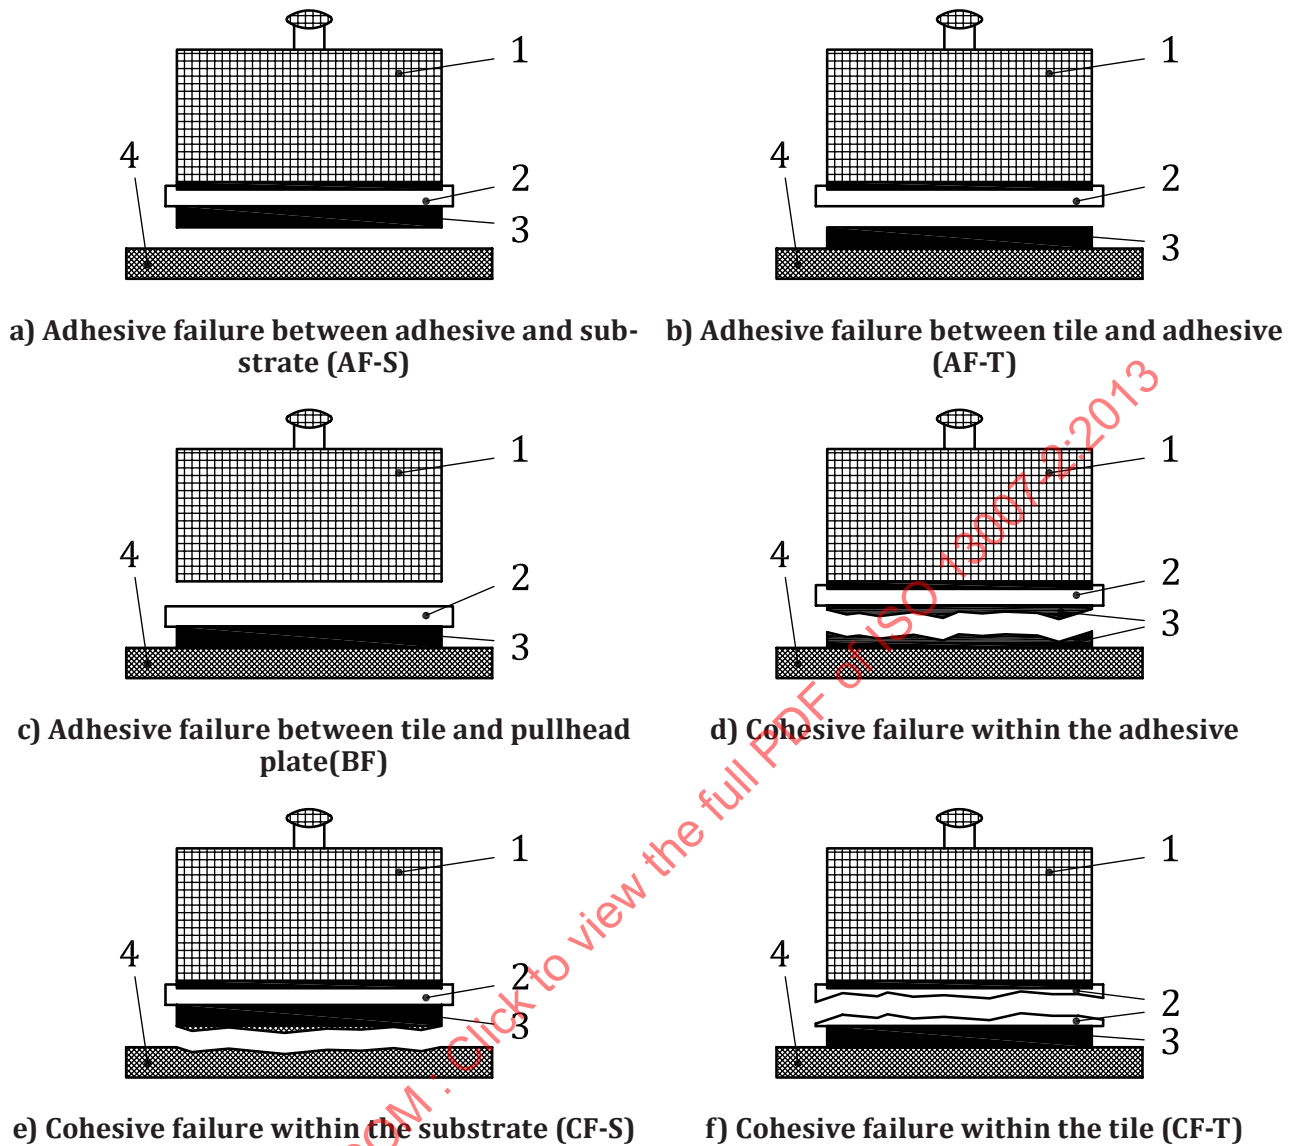 1
4
2
3
a) Adhesive failure between adhesive and sub-
strate (AF-S)
1
4
2
3
b) Adhesive failure between tile and adhesive
(AF-T)
1
4
2
3
c) Adhesive failure between tile and pullhead
plate(BF)
1
4
2
3
d) Cohesive failure within the adhesive
1
4
2
3
e) Cohesive failure within the substrate (CF-S)
1
4
2
3
f) Cohesive failure within the tile (CF-T)
COM : Click to view the full PDF of ISO 13007-2:2013